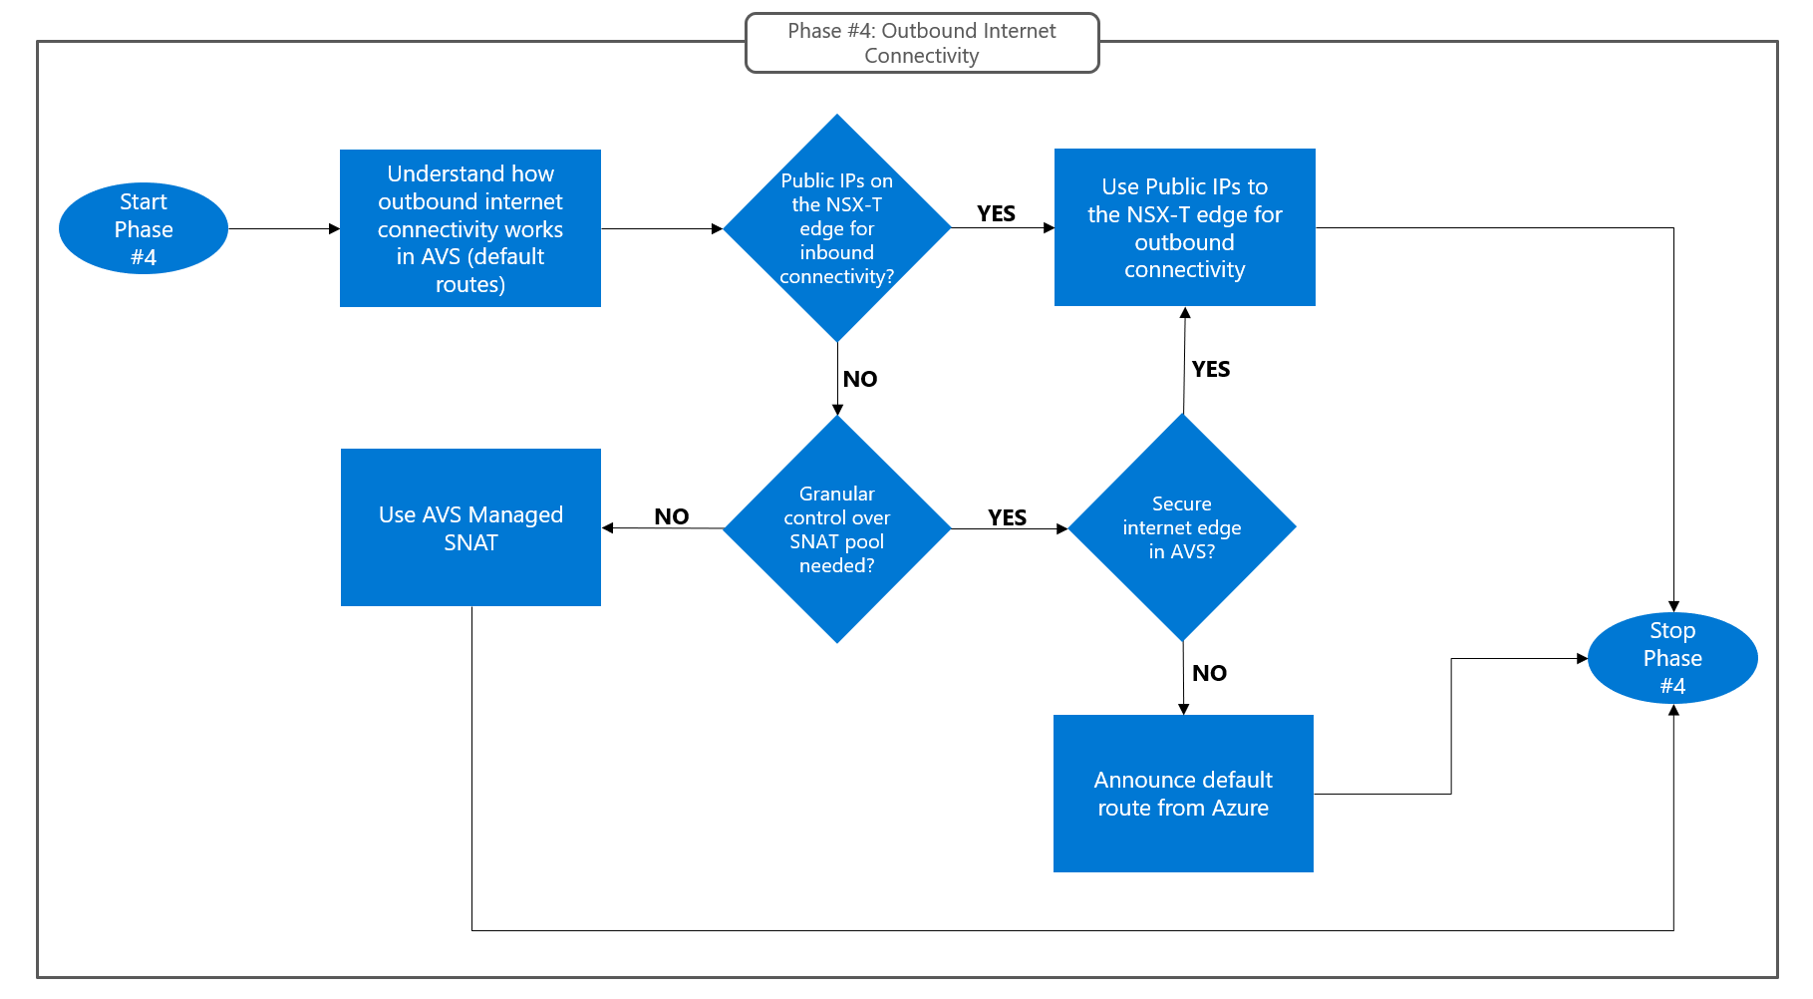 Phase #4: Outbound Internet
Connectivity
Start
Phase
#4
Understand how
outbound internet
connectivity works
in AVS (default
routes)
Public IPs on
the NSX-T
edge for
inbound
connectivity?
YES
Use Public IPs to
the NSX-T edge for
outbound
connectivity
NO
YES
Use AVS Managed
SNAT
NO
Granular
control over
SNAT pool
needed?
YES
Secure
internet edge
in AVS?
NO
Stop
Phase
#4
Announce default
route from Azure